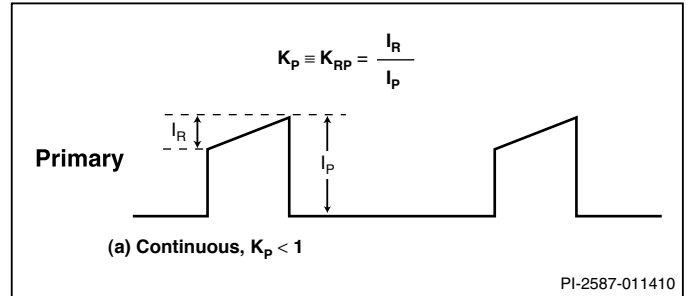 K_P ≡ K_RP = I_R / I_P
I_R
Primary
I_P
(a) Continuous, K_P < 1
PI-2587-011410